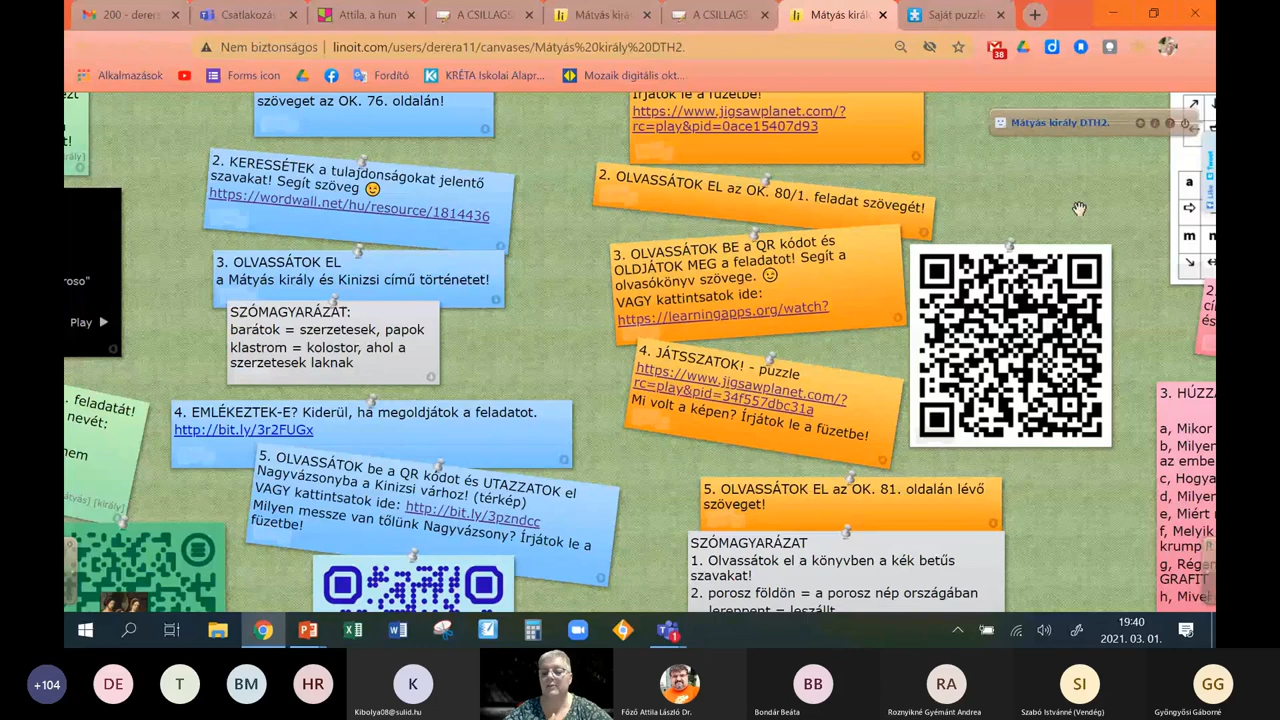 200 - derera
Csatlakozás
Attila, a hun
A CSILLAGS
Mátyás kirá
A CSILLAGS
Mátyás kirá
Saját puzzle
Nem biztonságos
linoit.com/users/derera11/canvases/Mátyás%20király%20DTH2.
38
Alkalmazások
Forms icon
Fordító
KRÉTA Iskolai Alapr...
Mozaik digitális okt...
szöveget az OK. 76. oldalán!
2. KERESSÉTEK a tulajdonságokat jelentő
szavakat! Segít szöveg
https://wordwall.net/hu/resource/1814436
3. OLVASSÁTOK EL
a Mátyás király és Kinizsi című történetet!
SZÓMAGYARÁZAT:
barátok = szerzetesek, papok
klastrom = kolostor, ahol a
szerzetesek laknak
4. EMLÉKEZTEK-E? Kiderül, ha megoldjátok a feladatot.
http://bit.ly/3r2FUGx
5. OLVASSÁTOK be a QR kódot és UTAZZATOK el
Nagyvázsonyba a Kinizsi várhoz! (térkép)
VAGY kattintsatok ide: http://bit.ly/3pzndcc
Milyen messze van tőlünk Nagyvázsony? Írjátok le a
füzetbe!
Írjátok le a füzetbe!
https://www.jigsawplanet.com/?
rc=play&pid=0ace15407d93
2. OLVASSÁTOK EL az OK. 80/1. feladat szövegét!
3. OLVASSÁTOK BE a QR kódot és
OLDJÁTOK MEG a feladatot! Segít a
olvasókönyv szövege.
VAGY kattintsatok ide:
https://learningapps.org/watch?
4. JÁTSSZATOK! - puzzle
https://www.jigsawplanet.com/?
rc=play&pid=34f557dbc31a
Mi volt a képen? Írjátok le a füzetbe!
5. OLVASSÁTOK EL az OK. 81. oldalán lévő
szöveget!
SZÓMAGYARÁZAT
1. Olvassátok el a könyvben a kék betűs
szavakat!
2. porosz földön = a porosz nép országában
lereppent = leszállt
Mátyás király DTH2.
Tweet
Like
a
m
n
Play
feladatát!
nevét:
3. HÚZZ
a, Mikor
b, Milyen
az embe
c, Hogya
d, Milyen
e, Miért
f, Melyik
krump
g, Rége
GRAFIT
h, Mivel
19:40
2021. 03. 01.
+104
DE
T
BM
HR
K
BB
RA
SI
GG
Kibolya08@sulid.hu
Főző Attila László Dr.
Bondár Beáta
Roznyikné Gyémánt Andrea
Szabó Istvánné (Vendég)
Gyöngyösi Gáborné